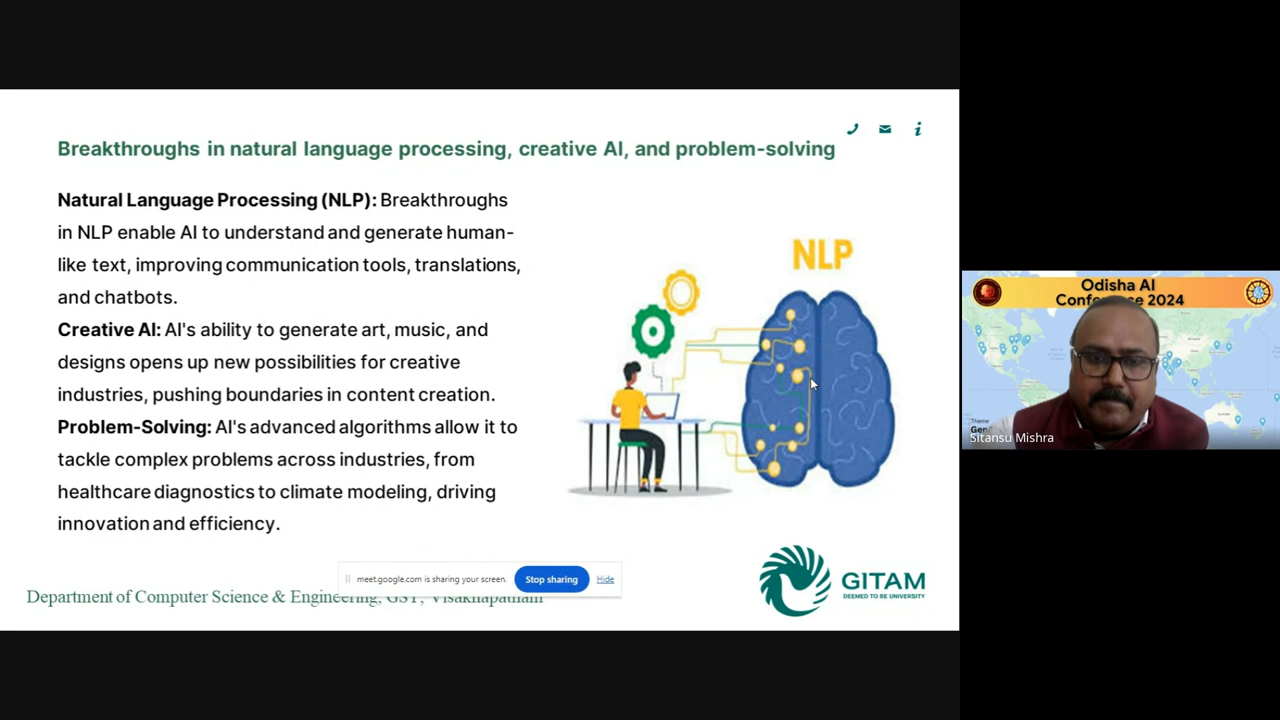 Breakthroughs in natural language processing, creative AI, and problem-solving
Natural Language Processing (NLP): Breakthroughs
in NLP enable AI to understand and generate human-
like text, improving communication tools, translations,
and chatbots.
Creative AI: AI's ability to generate art, music, and
designs opens up new possibilities for creative
industries, pushing boundaries in content creation.
Problem-Solving: AI's advanced algorithms allow it to
tackle complex problems across industries, from
healthcare diagnostics to climate modeling, driving
innovation and efficiency.
NLP
meet.google.com is sharing your screen.
Stop sharing
Hide
Department of Computer Science & Engineering, GST, Visakhapatnam
GITAM
DEEMED TO BE UNIVERSITY
Odisha AI
Conference 2024
Theme
Sitansu Mishra